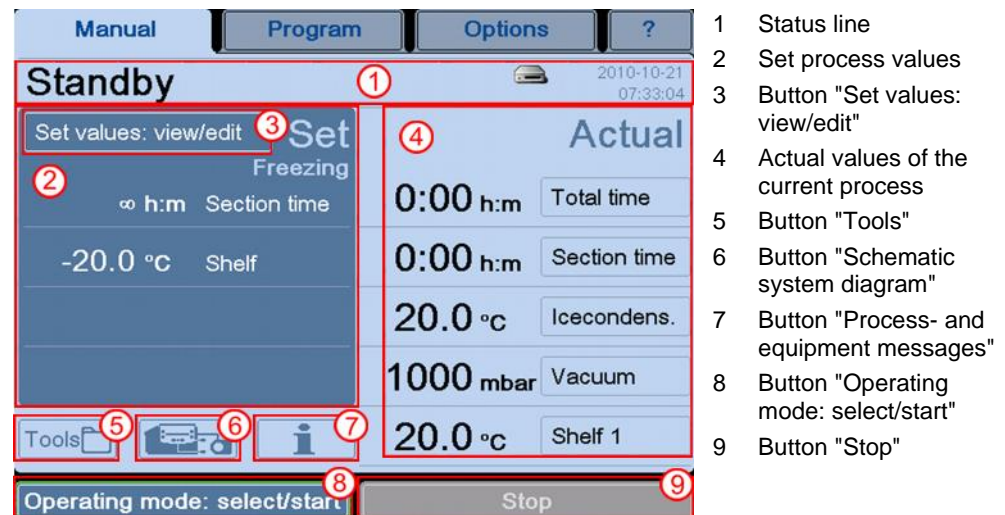 Manual Program Options ?
Standby 1 2010-10-21
07:33:04
Set values: view/edit 3 Set
Freezing
2
∞ h:m Section time
-20.0 °C Shelf
4 Actual
0:00 h:m Total time
0:00 h:m Section time
20.0 °C Icecondens.
1000 mbar Vacuum
20.0 °C Shelf 1
Tools 5 6 i 7
Operating mode: select/start 8
Stop 9
1 Status line
2 Set process values
3 Button "Set values:
view/edit"
4 Actual values of the
current process
5 Button "Tools"
6 Button "Schematic
system diagram"
7 Button "Process- and
equipment messages"
8 Button "Operating
mode: select/start"
9 Button "Stop"